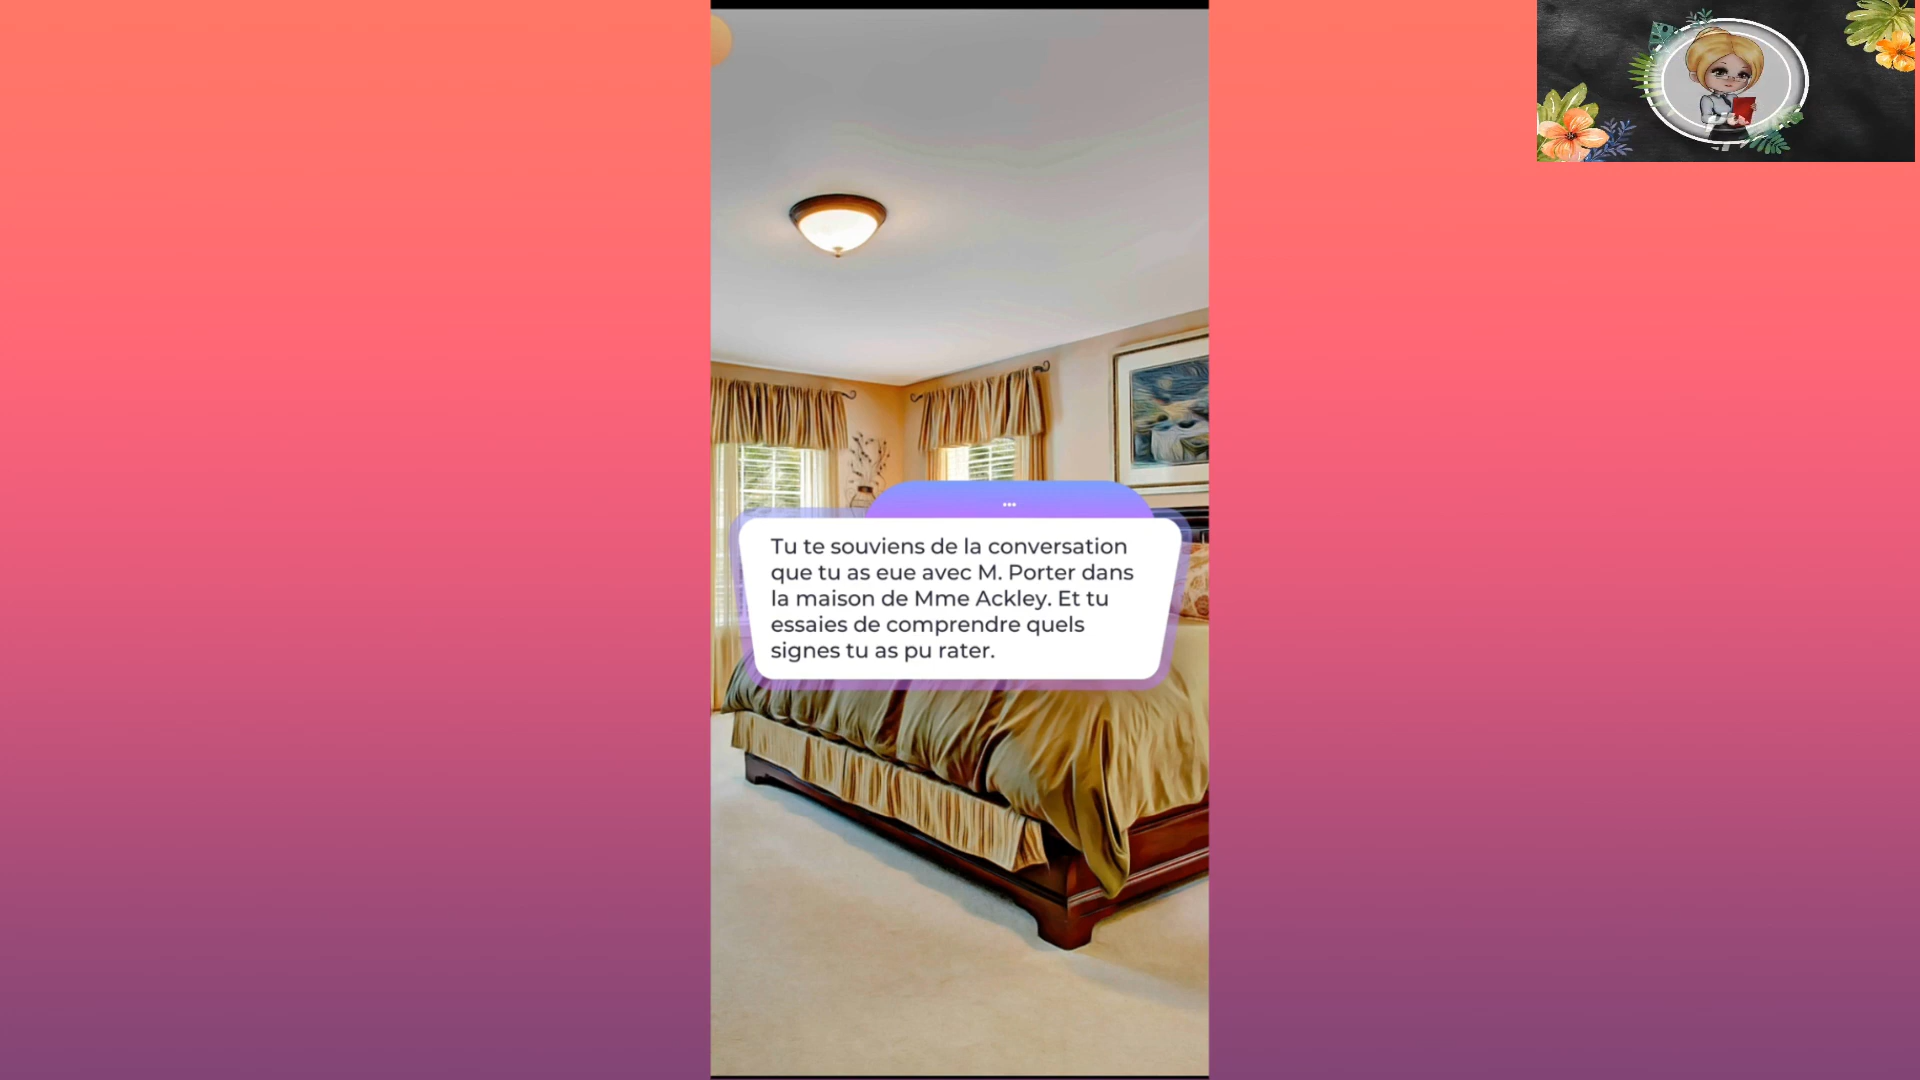 ...
Tu te souviens de la conversation
que tu as eue avec M. Porter dans
la maison de Mme Ackley. Et tu
essaies de comprendre quels
signes tu as pu rater.